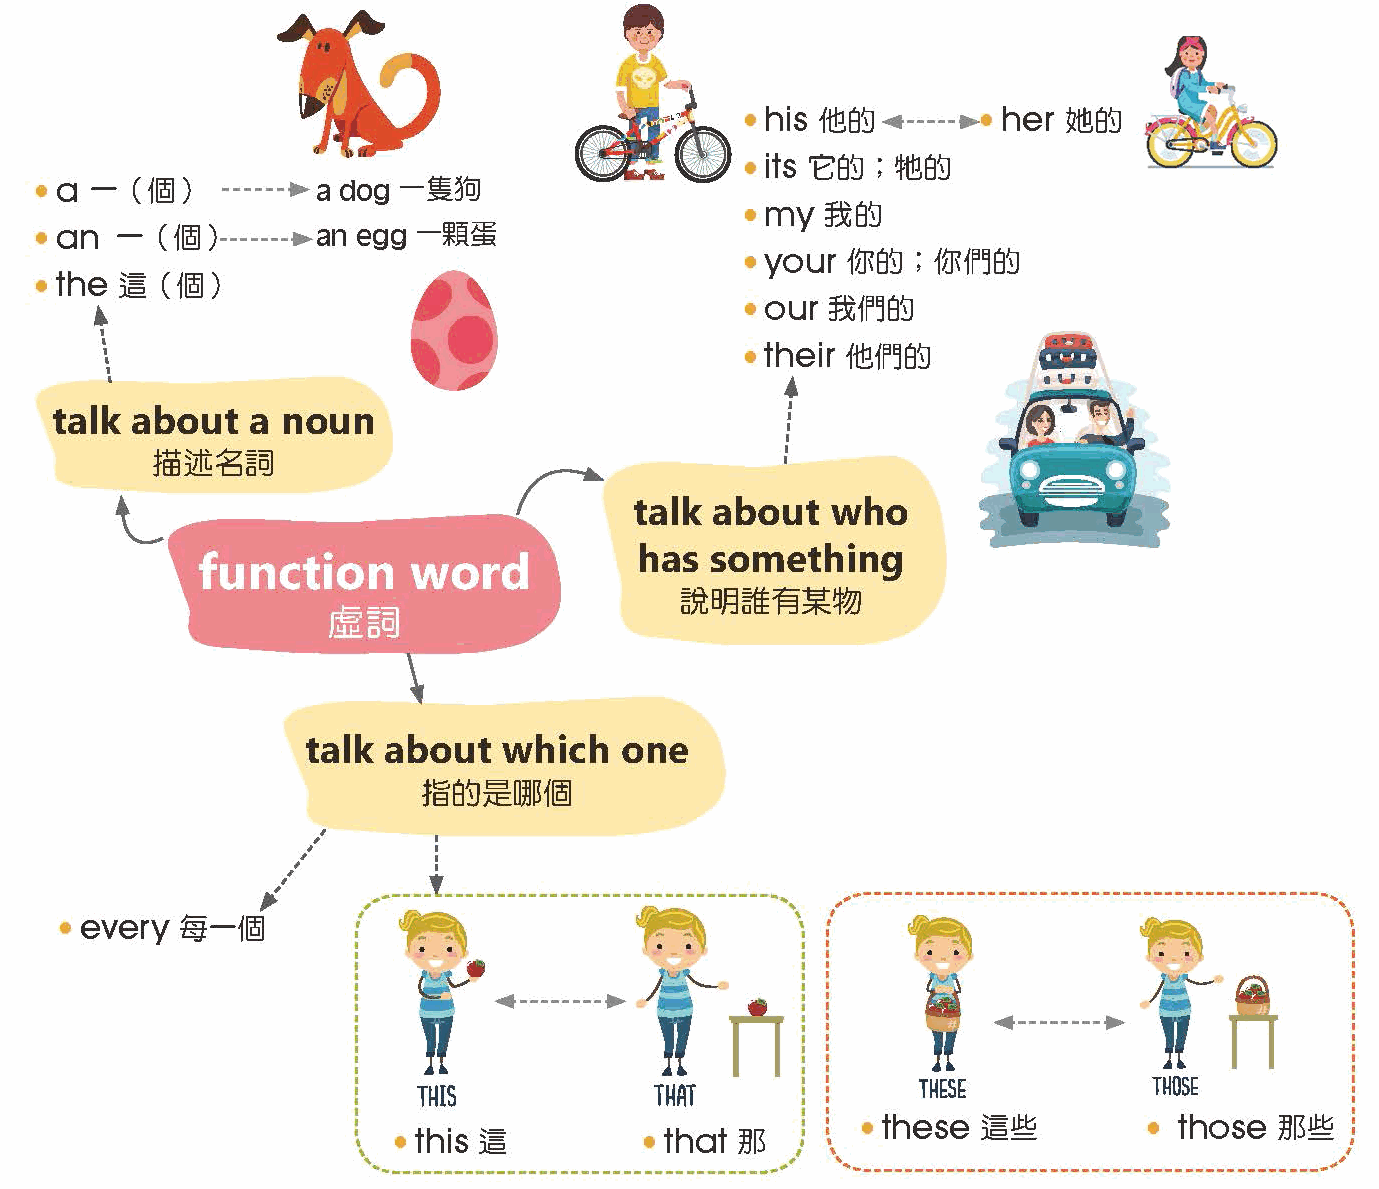 his 他的
her 她的
its 它的；牠的
a 一（個）
a dog 一隻狗
my 我的
an 一（個）
an egg 一顆蛋
your 你的；你們的
the 這（個）
our 我們的
their 他們的
talk about a noun
描述名詞
talk about who
has something
說明誰有某物
function word
虛詞
talk about which one
指的是哪個
every 每一個
THIS
THAT
THESE
THOSE
this 這
that 那
these 這些
those 那些